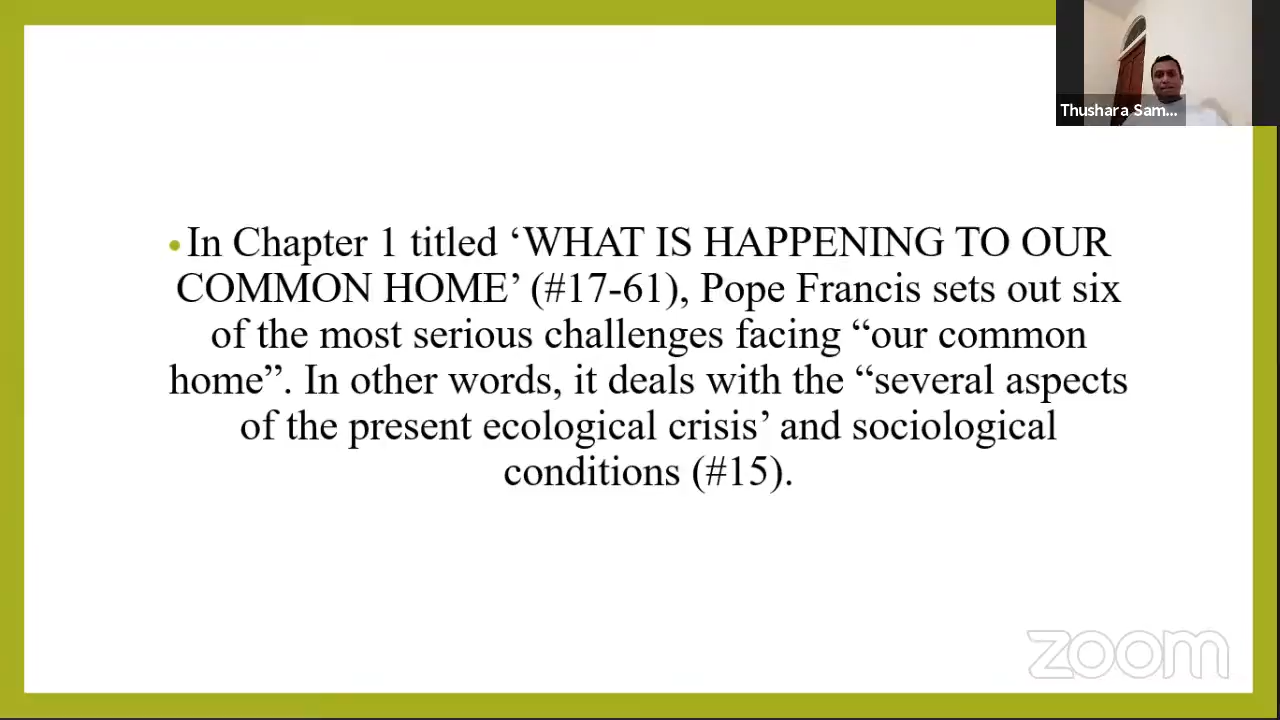 Thushara Sam...
•In Chapter 1 titled ‘WHAT IS HAPPENING TO OUR
COMMON HOME’ (#17-61), Pope Francis sets out six
of the most serious challenges facing “our common
home”. In other words, it deals with the “several aspects
of the present ecological crisis’ and sociological
conditions (#15).
zoom